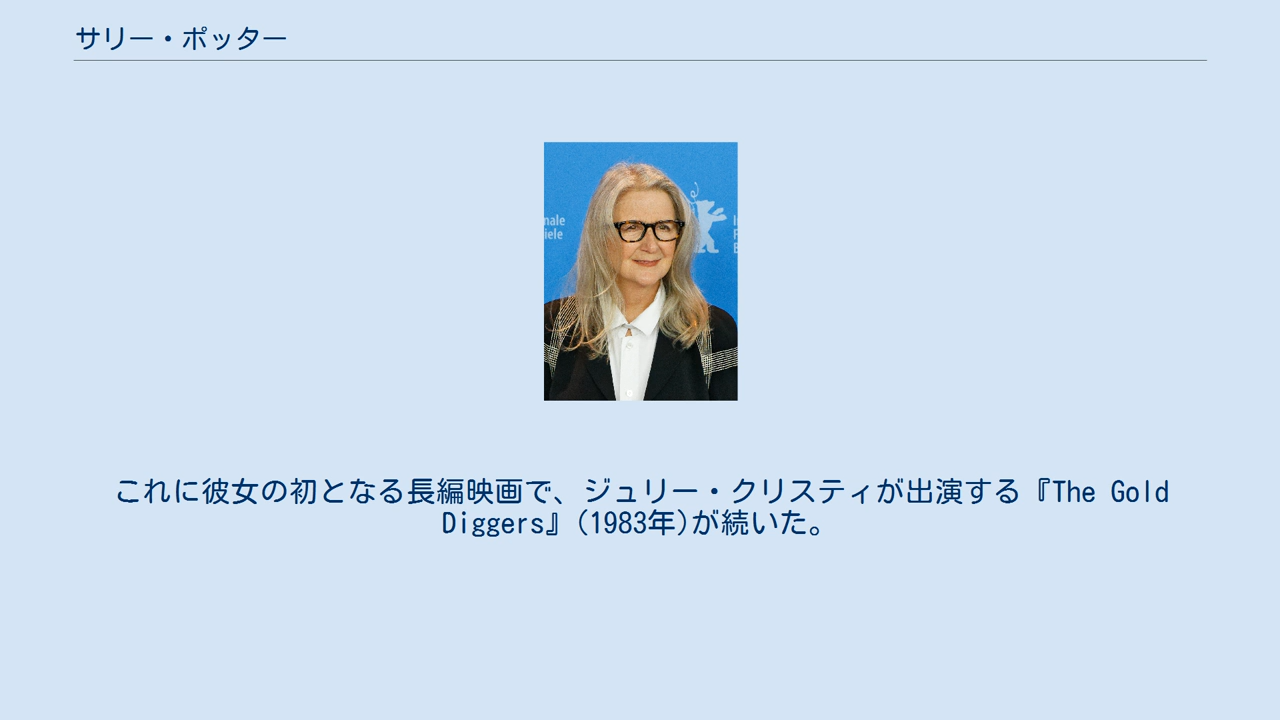 サリー・ポッター
nale
iele
これに彼女の初となる長編映画で、ジュリー・クリスティが出演する『The Gold
Diggers』(1983年)が続いた。